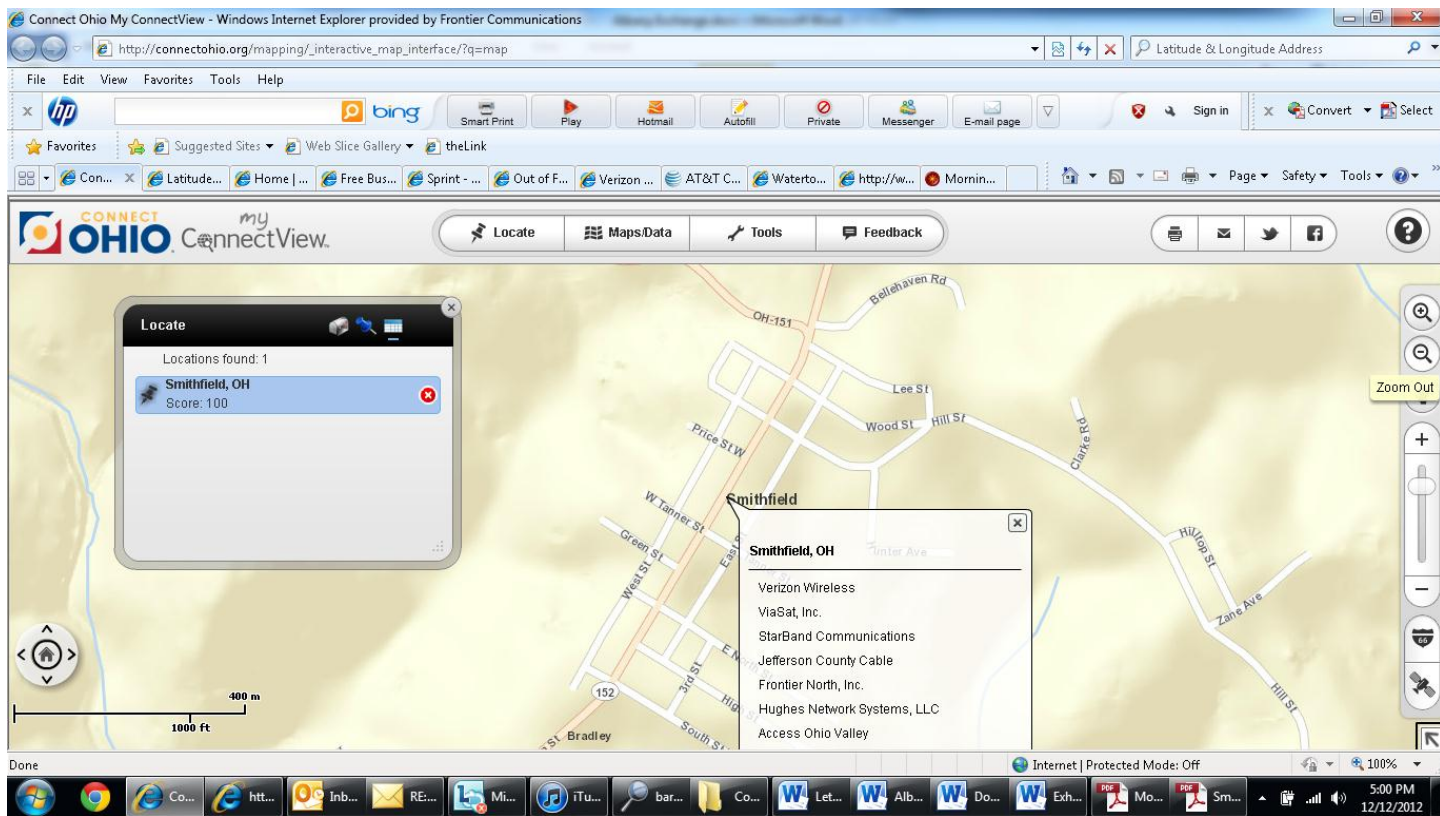 Connect Ohio My ConnectView - Windows Internet Explorer provided by Frontier Communications
http://connectohio.org/mapping/_interactive_map_interface/?q=map
Latitude & Longitude Address
File Edit View Favorites Tools Help
x hp bing Smart Print Play Hotmail Autofill Private Messenger E-mail page Sign in x Convert Select
Favorites Suggested Sites Web Slice Gallery theLink
Con... x Latitude... Home | ... Free Bus... Sprint - ... Out of F... Verizon ... AT&T C... Waterto... http://w... Mornin... Page Safety Tools
CONNECT OHIO my ConnectView. Locate Maps/Data Tools Feedback
Bellehaven Rd
OH-151
Locate
Locations found: 1
Smithfield, OH
Score: 100
Lee St
Zoom Out
Wood St Hill St
Price St W
Clarke Rd
W Tanner St
Smithfield
Green St
West St
Hilltop St
Zane Ave
Hill St
Smithfield, OH
Verizon Wireless
ViaSat, Inc.
StarBand Communications
Jefferson County Cable
Frontier North, Inc.
Hughes Network Systems, LLC
Access Ohio Valley
66
152
3rd St
High St
South St
Bradley
400 m
1000 ft
Done Internet | Protected Mode: Off 100%
Co... htt... Inb... RE:... Mi... iTu... bar... Co... Let... Alb... Do... Exh... Mo... Sm... 5:00 PM
12/12/2012